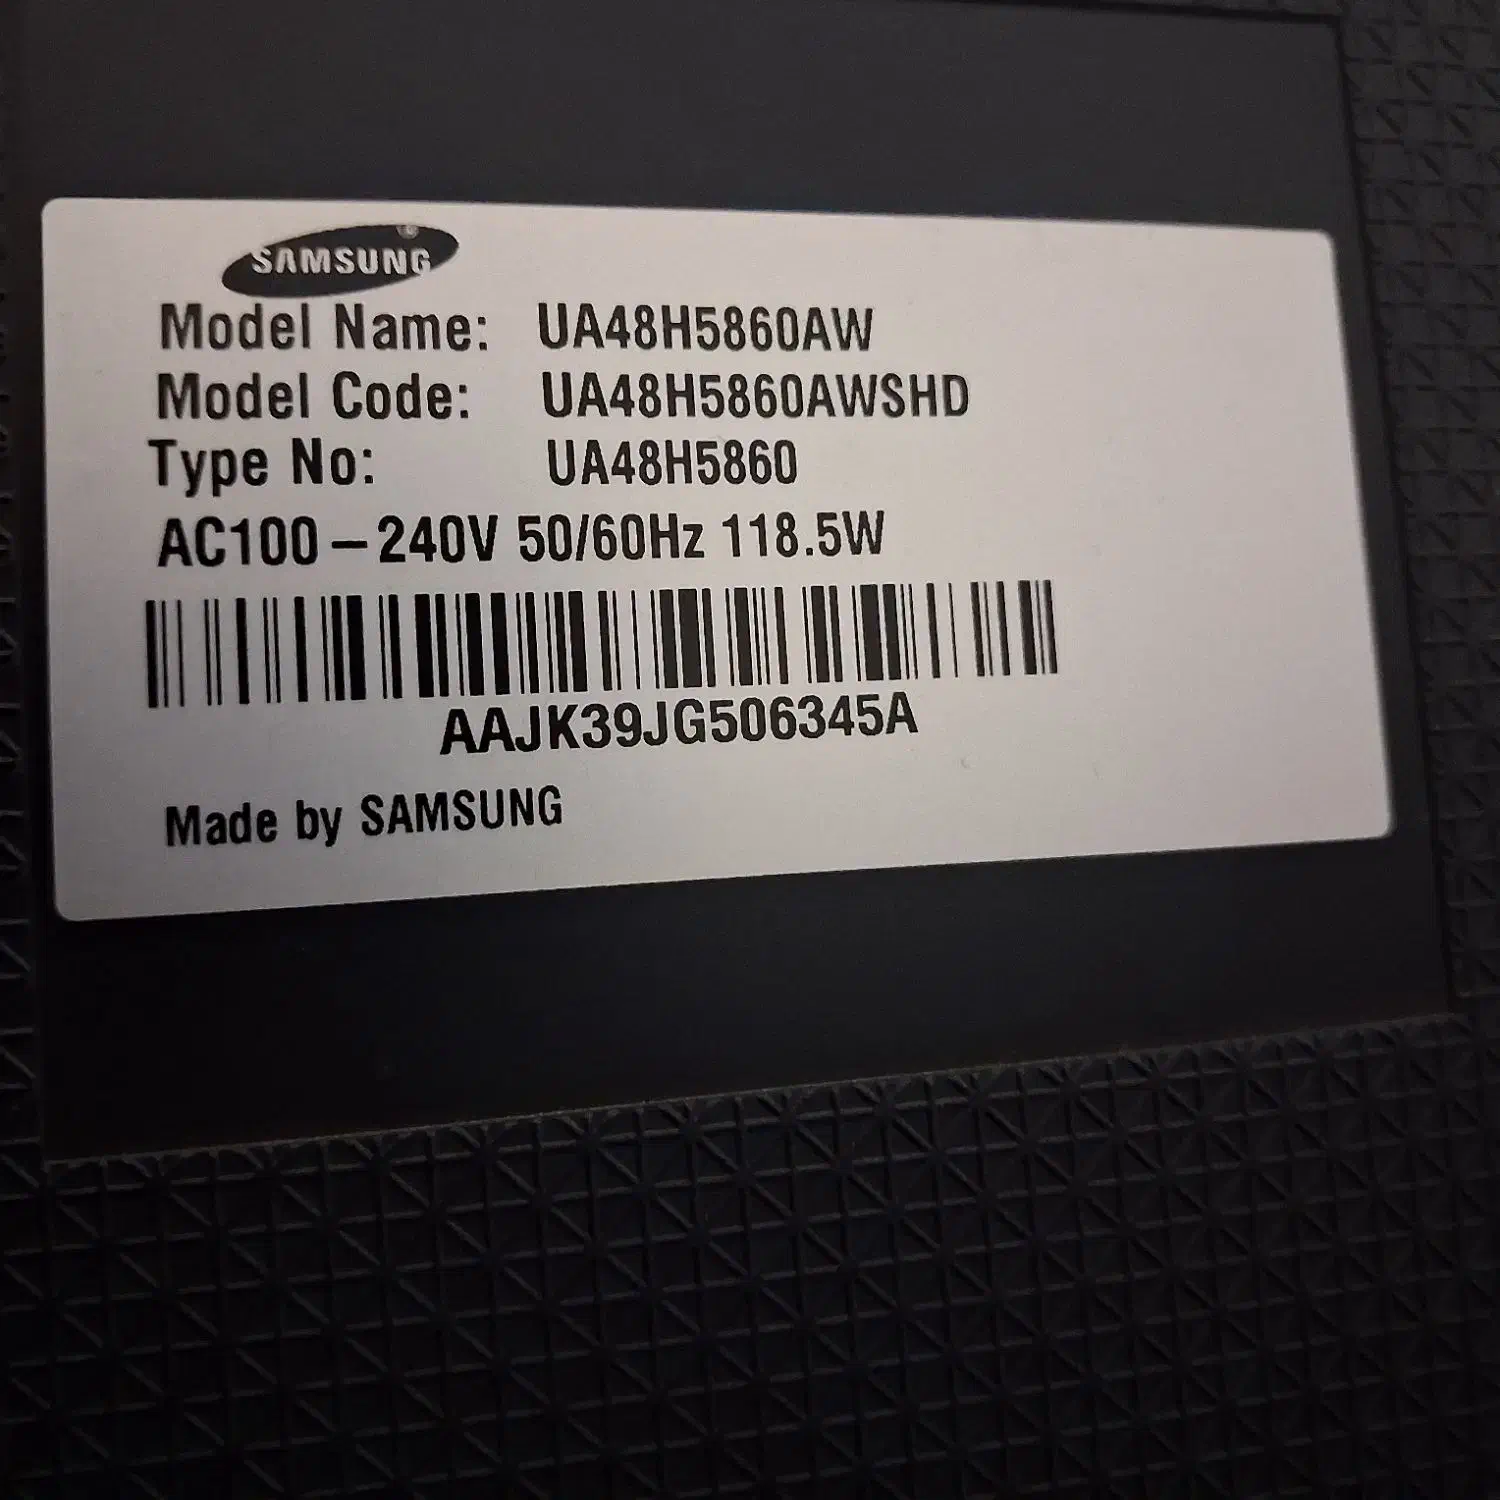 SAMSUNG
Model Name: UA48H5860AW
Model Code: UA48H5860AWSHD
Type No: UA48H5860
AC100 – 240V 50/60Hz 118.5W
AAJK39JG506345A
Made by SAMSUNG